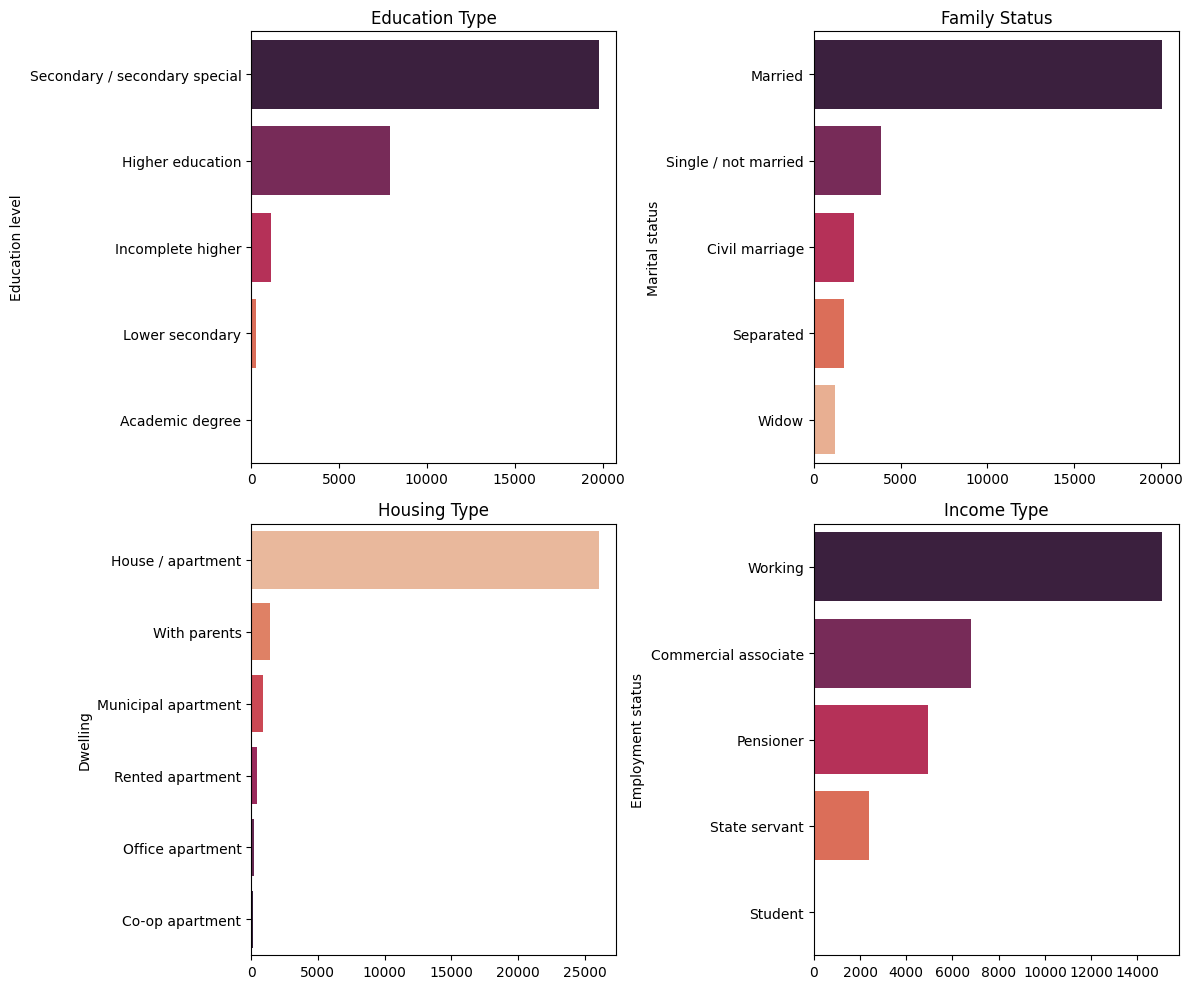 Education Type
Secondary / secondary special
Higher education
Incomplete higher
Lower secondary
Academic degree
Education level
0 5000 10000 15000 20000
Family Status
Married
Single / not married
Civil marriage
Separated
Widow
Marital status
0 5000 10000 15000 20000
Housing Type
House / apartment
With parents
Municipal apartment
Rented apartment
Office apartment
Co-op apartment
Dwelling
0 5000 10000 15000 20000 25000
Income Type
Working
Commercial associate
Pensioner
State servant
Student
Employment status
0 2000 4000 6000 8000 10000 12000 14000